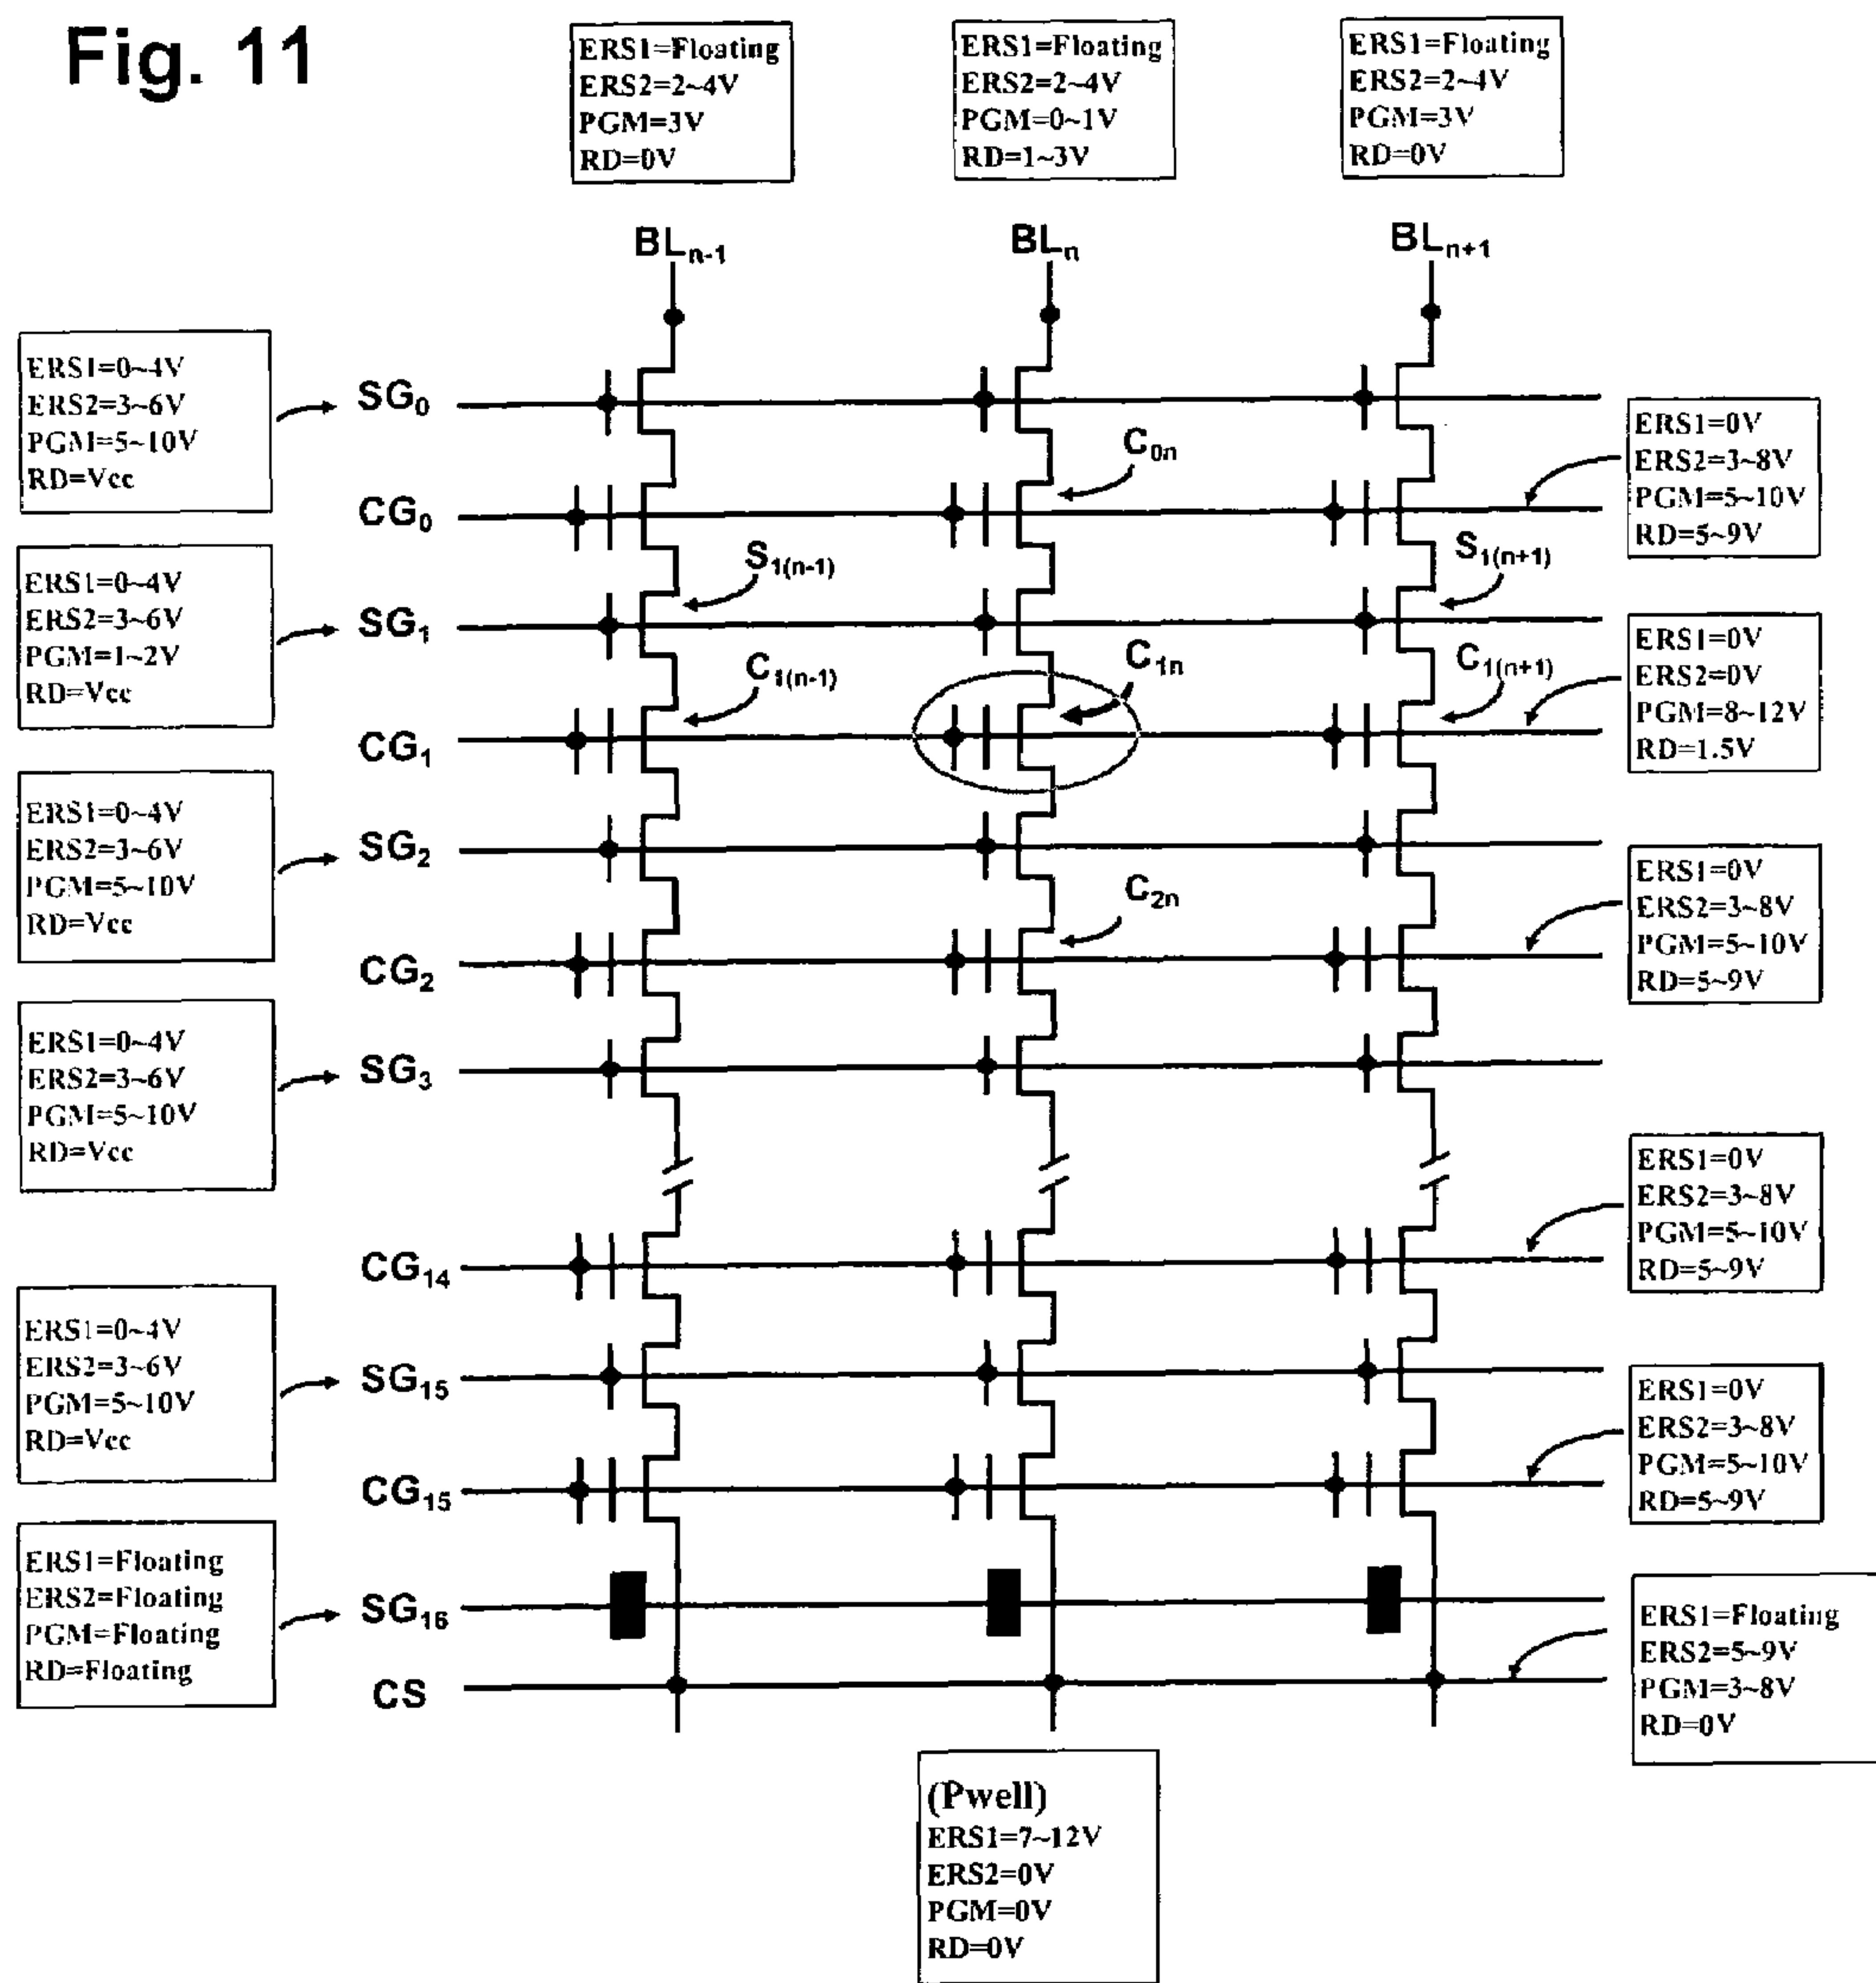 Fig. 11
ERS1=Floating
ERS2=2~4V
PGM=3V
RD=0V
ERS1=Floating
ERS2=2~4V
PGM=0~1V
RD=1~3V
ERS1=Floating
ERS2=2~4V
PGM=3V
RD=0V
BLn-1
BLn
BLn+1
ERS1=0~4V
ERS2=3~6V
PGM=5~10V
RD=Vcc
SG0
C0n
ERS1=0V
ERS2=3~8V
PGM=5~10V
RD=5~9V
CG0
S1(n-1)
S1(n+1)
ERS1=0~4V
ERS2=3~6V
PGM=1~2V
RD=Vcc
SG1
C1(n-1)
C1n
C1(n+1)
ERS1=0V
ERS2=0V
PGM=8~12V
RD=1.5V
CG1
ERS1=0~4V
ERS2=3~6V
PGM=5~10V
RD=Vcc
SG2
C2n
ERS1=0V
ERS2=3~8V
PGM=5~10V
RD=5~9V
CG2
ERS1=0~4V
ERS2=3~6V
PGM=5~10V
RD=Vcc
SG3
ERS1=0V
ERS2=3~8V
PGM=5~10V
RD=5~9V
CG14
ERS1=0~4V
ERS2=3~6V
PGM=5~10V
RD=Vcc
SG15
ERS1=0V
ERS2=3~8V
PGM=5~10V
RD=5~9V
CG15
ERS1=Floating
ERS2=Floating
PGM=Floating
RD=Floating
SG16
ERS1=Floating
ERS2=5~9V
PGM=3~8V
RD=0V
CS
(Pwell)
ERS1=7~12V
ERS2=0V
PGM=0V
RD=0V